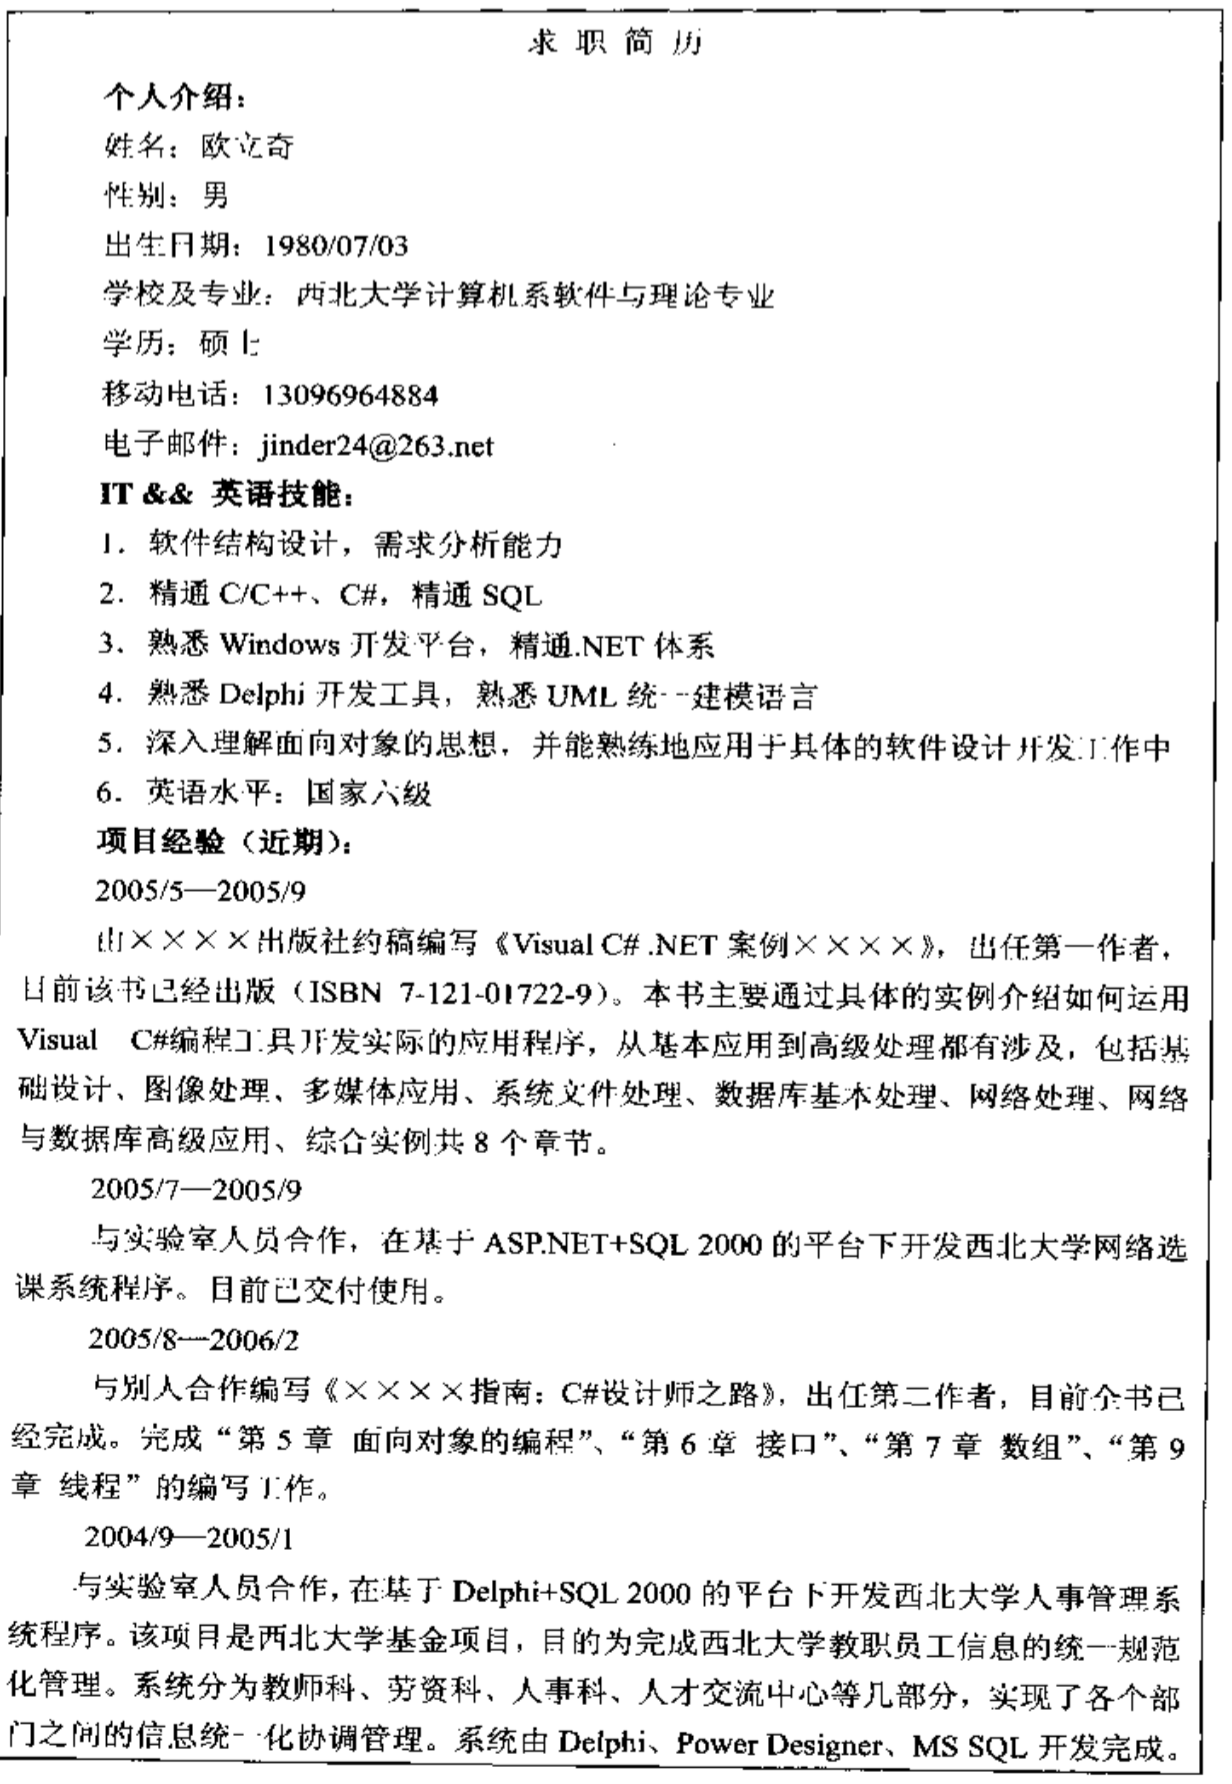 求 职 简 历
个人介绍：
姓名：欧立奇
性别：男
出生日期：1980/07/03
学校及专业：西北大学计算机系软件与理论专业
学历：硕士
移动电话：13096964884
电子邮件：jinder24@263.net
IT && 英语技能：
1．软件结构设计，需求分析能力
2．精通 C/C++、C#，精通 SQL
3．熟悉 Windows 开发平台，精通.NET 体系
4．熟悉 Delphi 开发工具，熟悉 UML 统一建模语言
5．深入理解面向对象的思想，并能熟练地应用于具体的软件设计开发工作中
6．英语水平：国家六级
项目经验（近期）：
2005/5—2005/9
由××××出版社约稿编写《Visual C# .NET 案例××××》，出任第一作者，
目前该书已经出版（ISBN 7-121-01722-9）。本书主要通过具体的实例介绍如何运用
Visual C#编程工具开发实际的应用程序，从基本应用到高级处理都有涉及，包括基
础设计、图像处理、多媒体应用、系统文件处理、数据库基本处理、网络处理、网络
与数据库高级应用、综合实例共 8 个章节。
2005/7—2005/9
与实验室人员合作，在基于 ASP.NET+SQL 2000 的平台下开发西北大学网络选
课系统程序。目前已交付使用。
2005/8—2006/2
与别人合作编写《××××指南：C#设计师之路》，出任第二作者，目前全书已
经完成。完成“第 5 章 面向对象的编程”、“第 6 章 接口”、“第 7 章 数组”、“第 9
章 线程”的编写工作。
2004/9—2005/1
与实验室人员合作，在基于 Delphi+SQL 2000 的平台下开发西北大学人事管理系
统程序。该项目是西北大学基金项目，目的为完成西北大学教职员工信息的统一规范
化管理。系统分为教师科、劳资科、人事科、人才交流中心等几部分，实现了各个部
门之间的信息统一化协调管理。系统由 Delphi、Power Designer、MS SQL 开发完成。